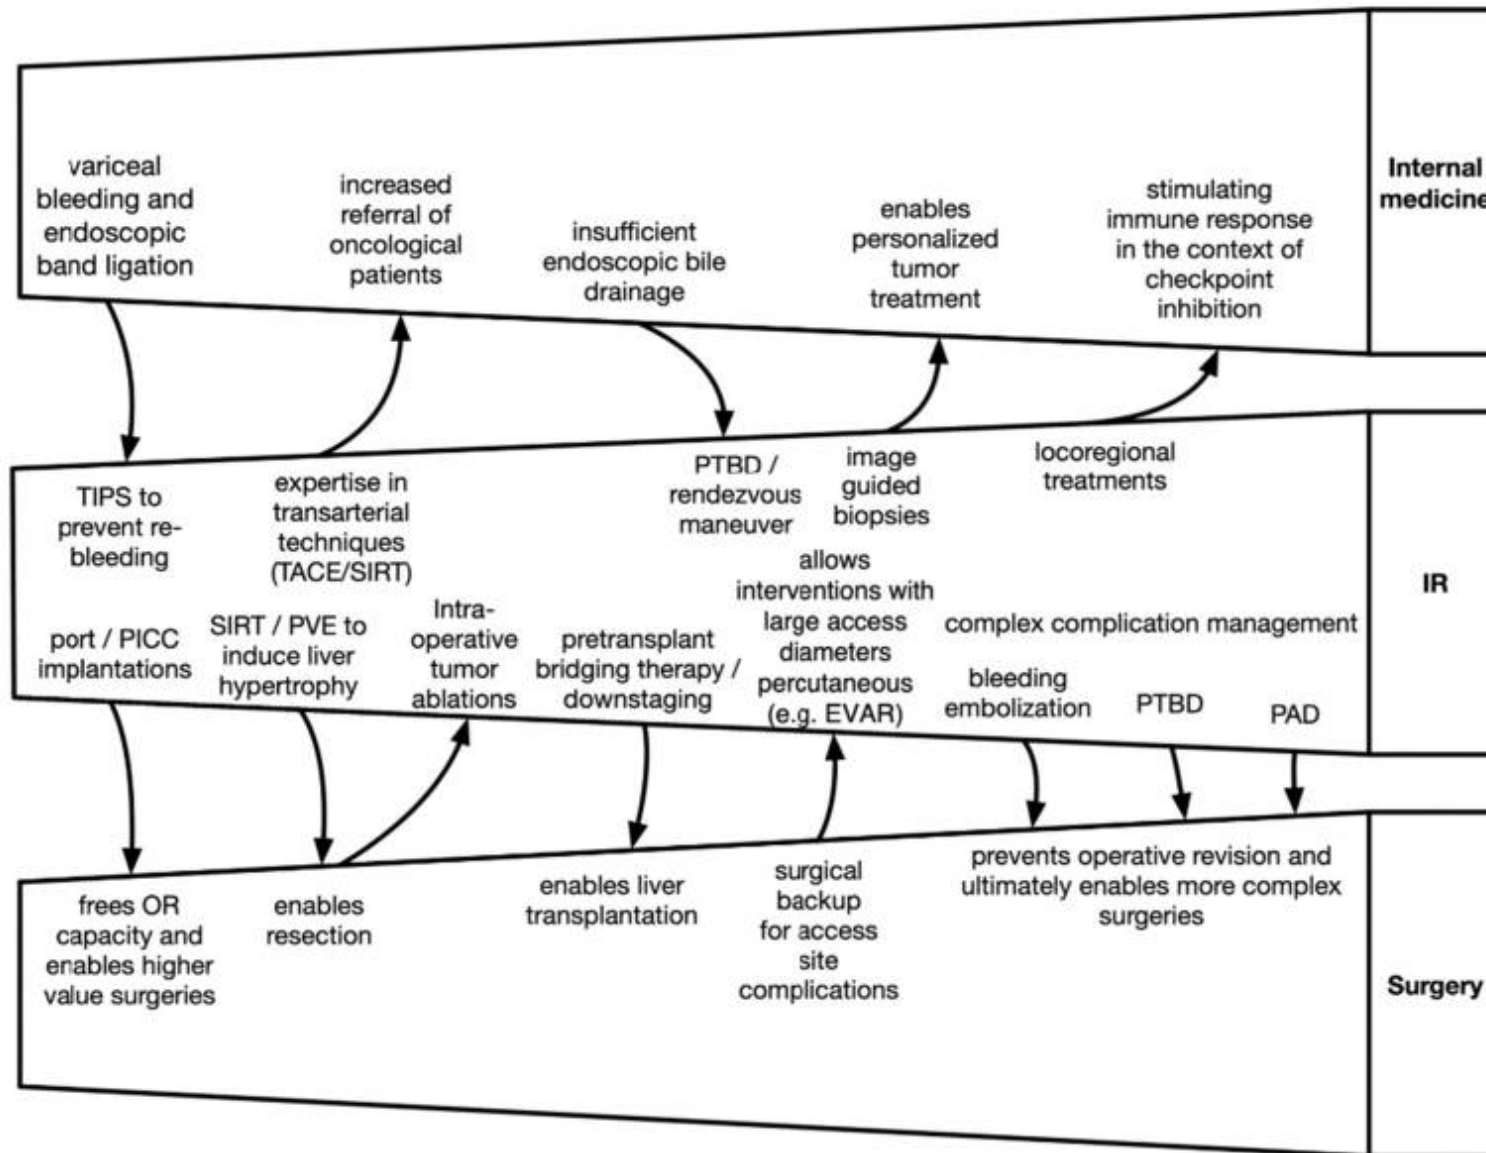 variceal
bleeding and
endoscopic
band ligation
increased
referral of
oncological
patients
insufficient
endoscopic bile
drainage
enables
personalized
tumor
treatment
stimulating
immune response
in the context of
checkpoint
inhibition
Internal
medicine
TIPS to
prevent re-
bleeding
expertise in
transarterial
techniques
(TACE/SIRT)
PTBD /
rendezvous
maneuver
image
guided
biopsies
locoregional
treatments
port / PICC
implantations
SIRT / PVE to
induce liver
hypertrophy
Intra-
operative
tumor
ablations
pretransplant
bridging therapy /
downstaging
allows
interventions with
large access
diameters
percutaneous
(e.g. EVAR)
complex complication management
bleeding
embolization
PTBD
PAD
IR
frees OR
capacity and
enables higher
value surgeries
enables
resection
enables liver
transplantation
surgical
backup
for access
site
complications
prevents operative revision and
ultimately enables more complex
surgeries
Surgery